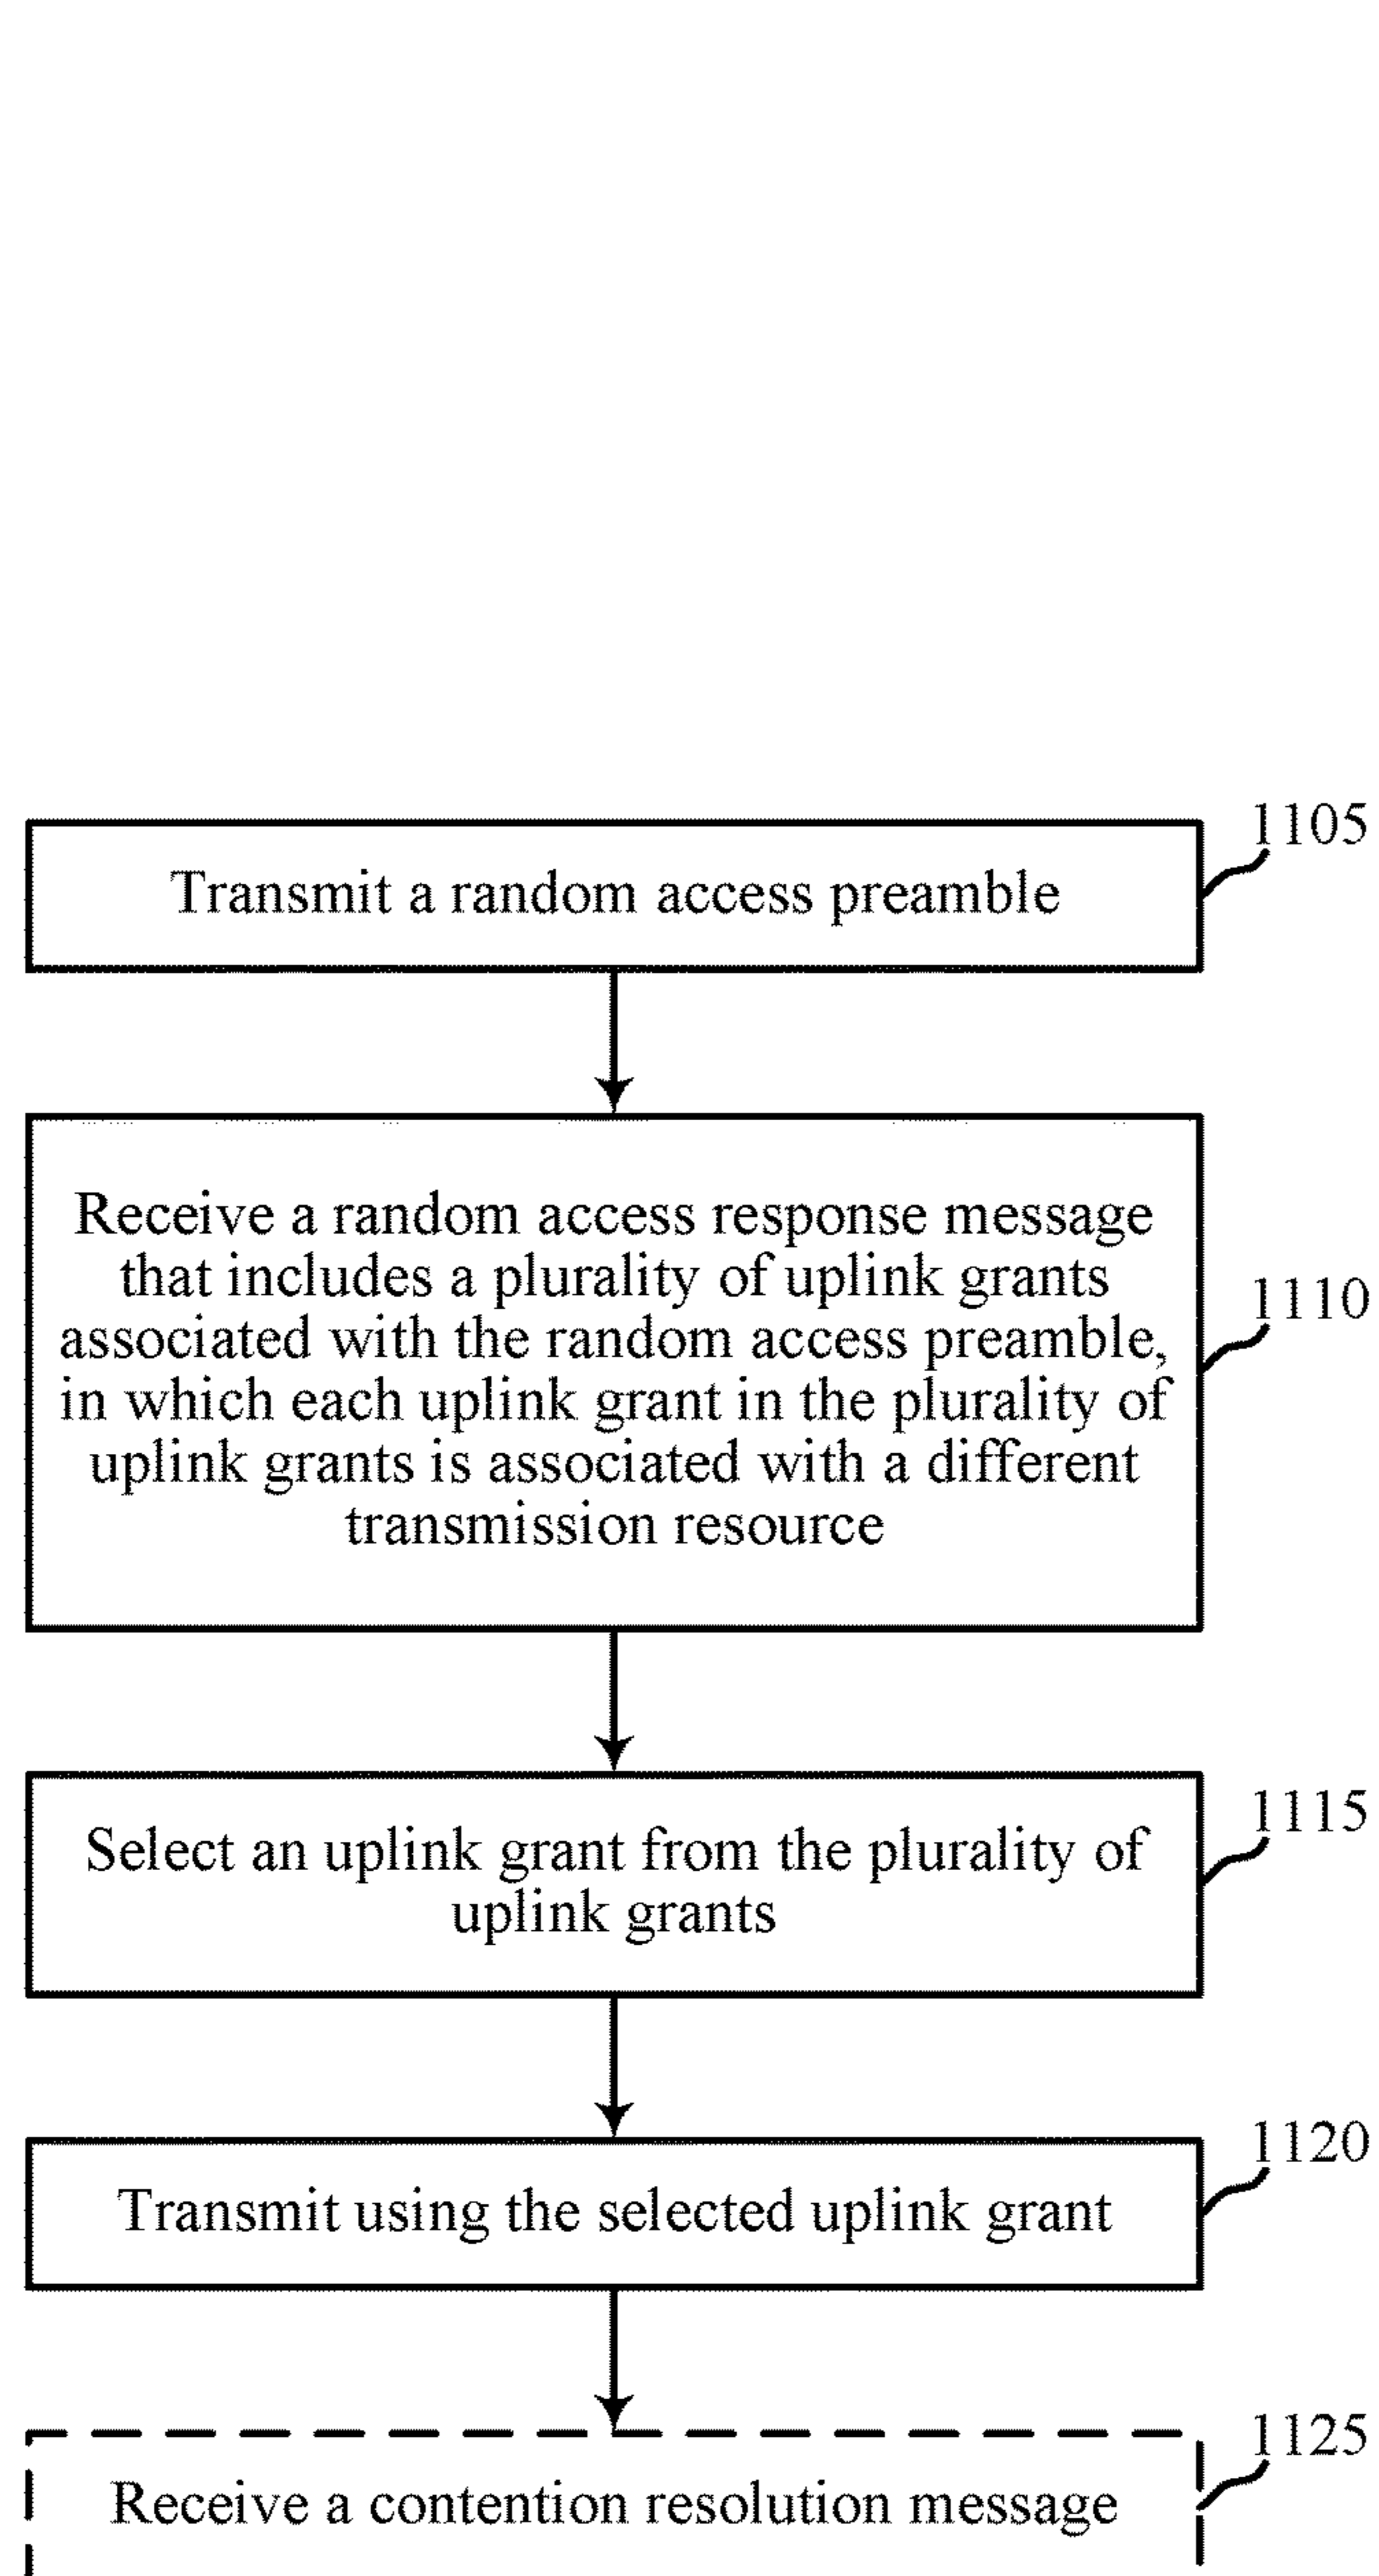 1105
Transmit a random access preamble
Receive a random access response message
that includes a plurality of uplink grants
associated with the random access preamble,
in which each uplink grant in the plurality of
uplink grants is associated with a different
transmission resource
1110
Select an uplink grant from the plurality of
uplink grants
1115
Transmit using the selected uplink grant
1120
Receive a contention resolution message
1125